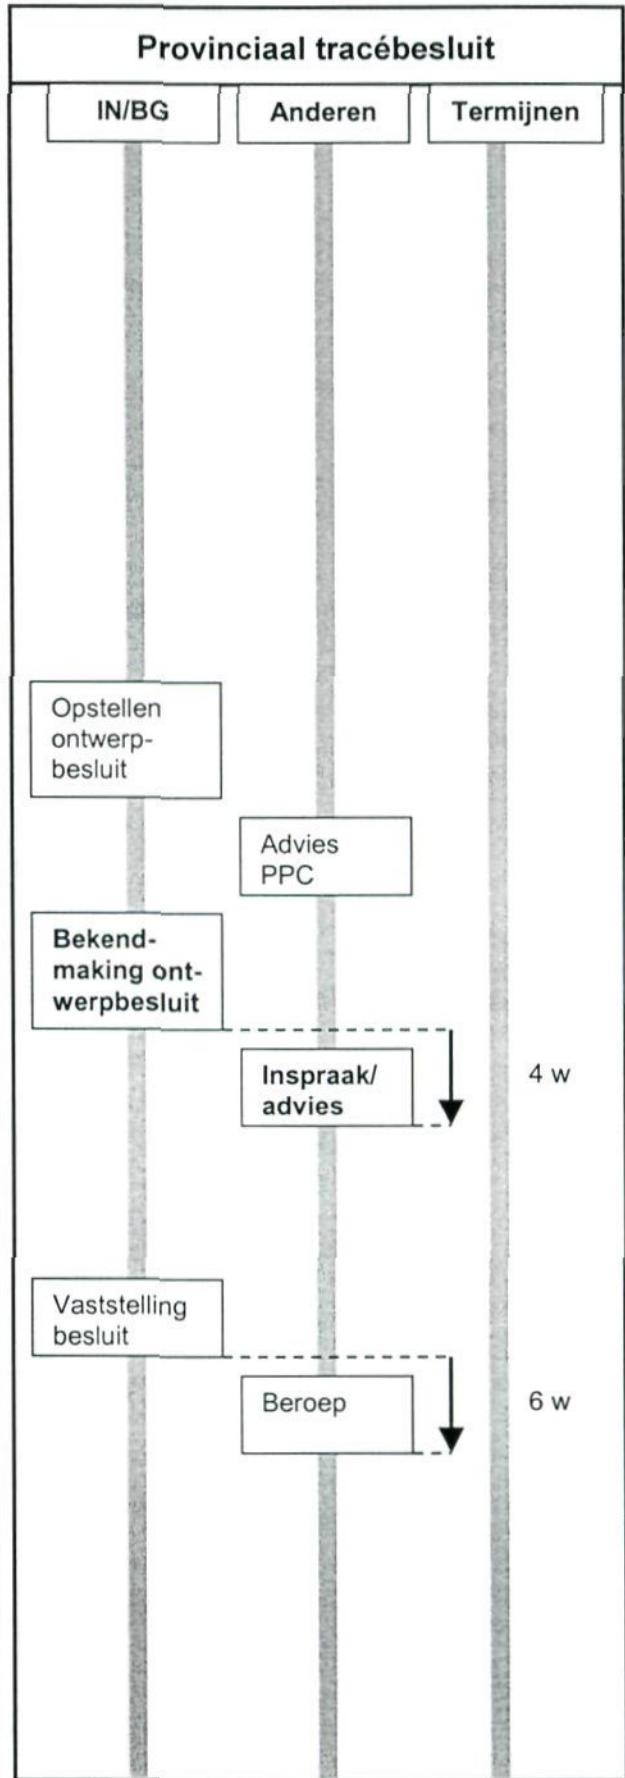 Provinciaal tracébesluit
IN/BG
Anderen
Termijnen
Opstellen
ontwerp-
besluit
Advies
PPC
Bekend-
making ont-
werpbesluit
Inspraak/
advies
4 w
Vaststelling
besluit
Beroep
6 w